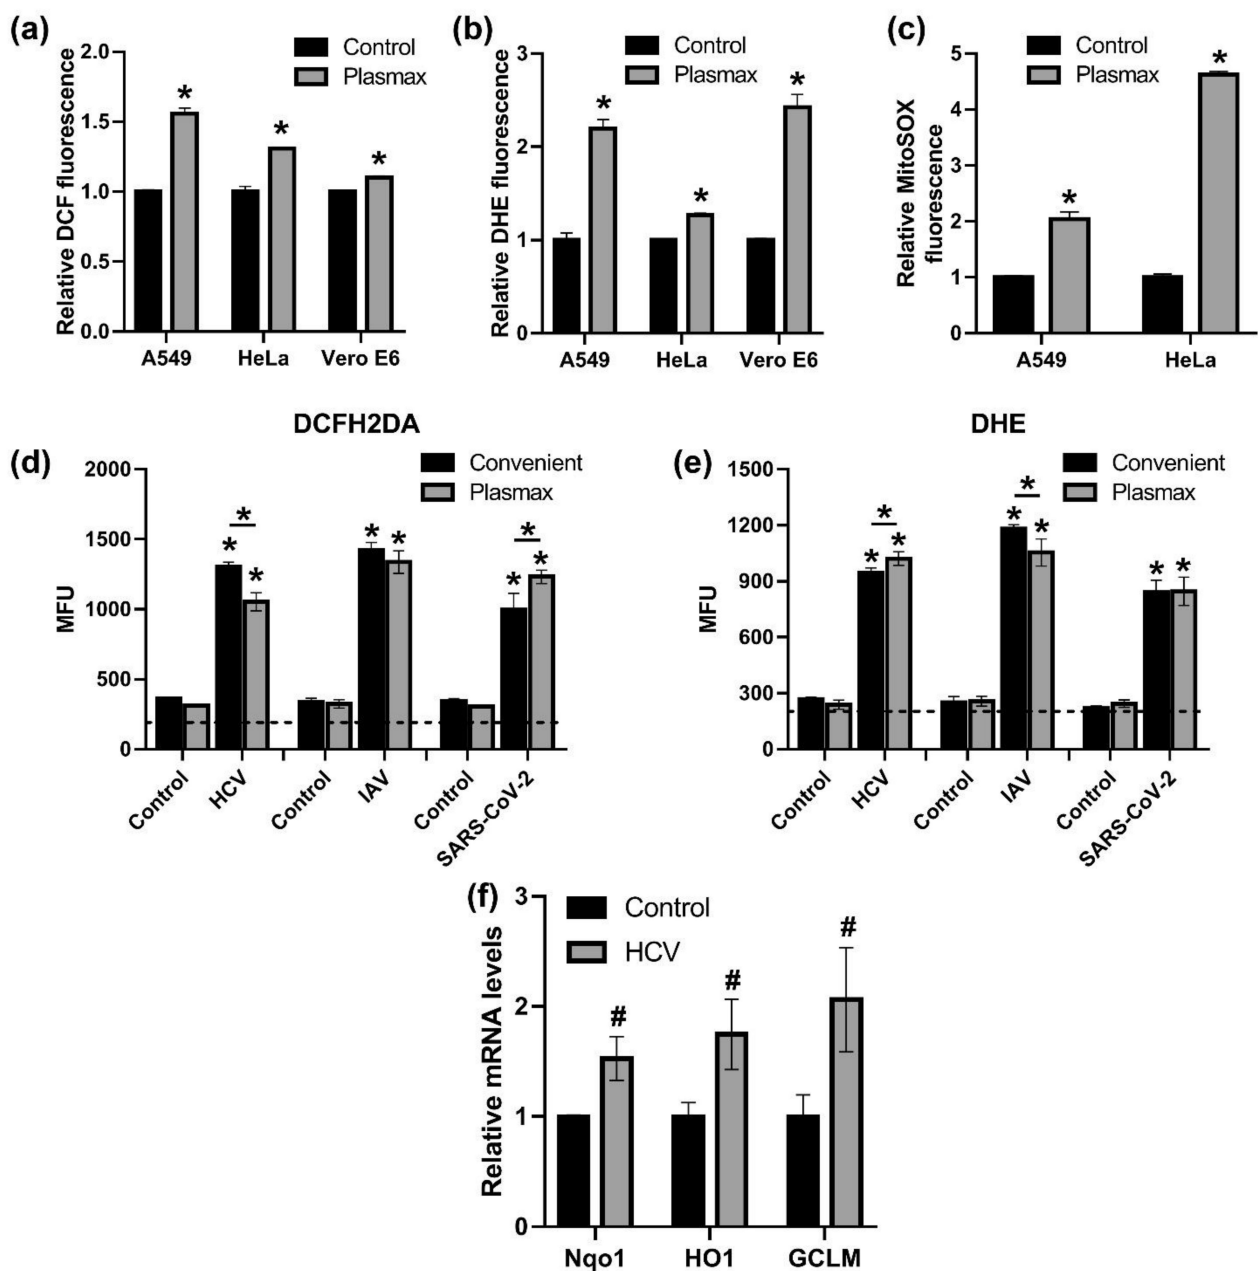 (a)
Relative DCF fluorescence
2.0
1.5
1.0
0.5
0.0
Control
Plasmax
*
*
*
A549
HeLa
Vero E6
(b)
Relative DHE fluorescence
3
2
1
0
Control
Plasmax
*
*
*
A549
HeLa
Vero E6
(c)
Relative MitoSOX
fluorescence
5
4
3
2
1
0
Control
Plasmax
*
*
A549
HeLa
(d)
DCFH2DA
MFU
2000
1500
1000
500
0
Convenient
Plasmax
*
*
*
*
*
*
*
*
Control
HCV
Control
IAV
Control
SARS-CoV-2
(e)
DHE
MFU
1500
1200
900
600
300
0
Convenient
Plasmax
*
*
*
*
*
*
*
*
Control
HCV
Control
IAV
Control
SARS-CoV-2
(f)
Relative mRNA levels
3
2
1
0
Control
HCV
#
#
#
Nqo1
HO1
GCLM